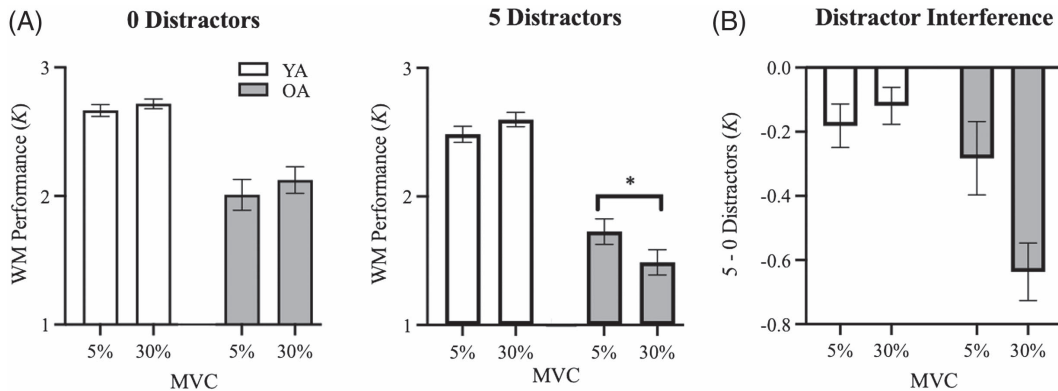 (A)
0 Distractors
WM Performance (K)
3
2
1
YA
OA
5% 30% 5% 30%
MVC
5 Distractors
WM Performance (K)
3
2
1
*
5% 30% 5% 30%
MVC
(B)
Distractor Interference
5 - 0 Distractors (K)
0.0
-0.2
-0.4
-0.6
-0.8
5% 30% 5% 30%
MVC